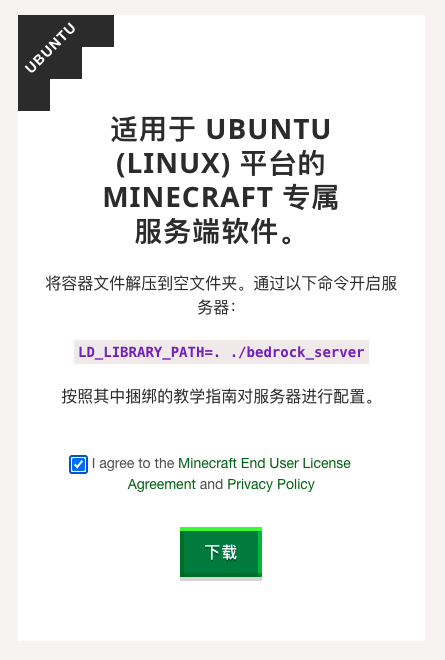 UBUNTU
适用于 UBUNTU
(LINUX) 平台的
MINECRAFT 专属
服务端软件。
将容器文件解压到空文件夹。通过以下命令开启服
务器：
LD_LIBRARY_PATH=. ./bedrock_server
按照其中捆绑的教学指南对服务器进行配置。
I agree to the Minecraft End User License
Agreement and Privacy Policy
下载